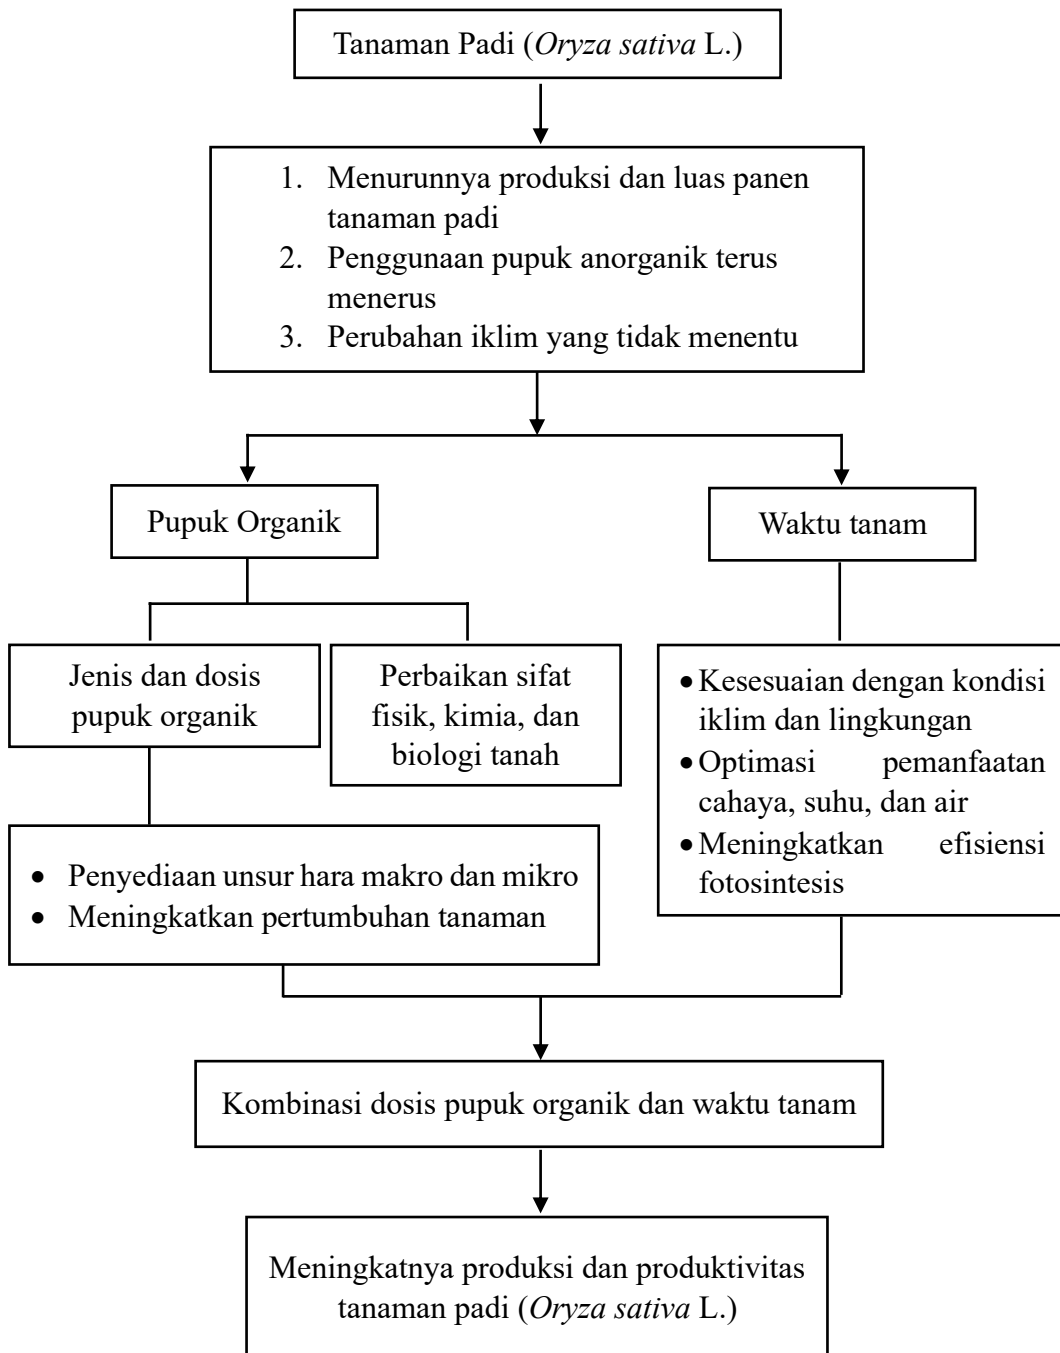 Tanaman Padi (Oryza sativa L.)
1. Menurunnya produksi dan luas panen
tanaman padi
2. Penggunaan pupuk anorganik terus
menerus
3. Perubahan iklim yang tidak menentu
Pupuk Organik
Waktu tanam
Jenis dan dosis
pupuk organik
Perbaikan sifat
fisik, kimia, dan
biologi tanah
• Kesesuaian dengan kondisi
iklim dan lingkungan
• Optimasi pemanfaatan
cahaya, suhu, dan air
• Meningkatkan efisiensi
fotosintesis
• Penyediaan unsur hara makro dan mikro
• Meningkatkan pertumbuhan tanaman
Kombinasi dosis pupuk organik dan waktu tanam
Meningkatnya produksi dan produktivitas
tanaman padi (Oryza sativa L.)